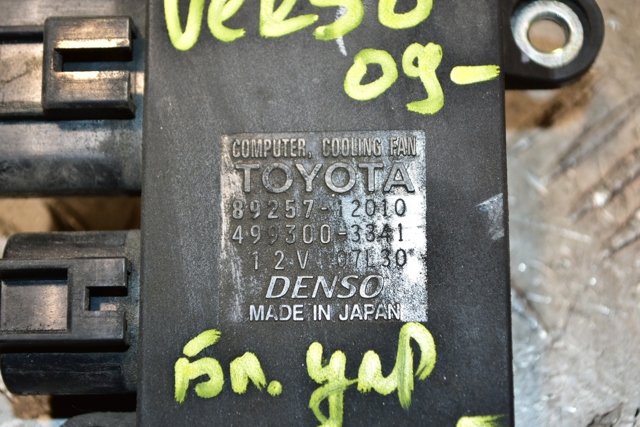 Verso
09-
COMPUTER, COOLING FAN
TOYOTA
89257-12010
499300-3341
12V 07L30
DENSO
MADE IN JAPAN
бл. упр